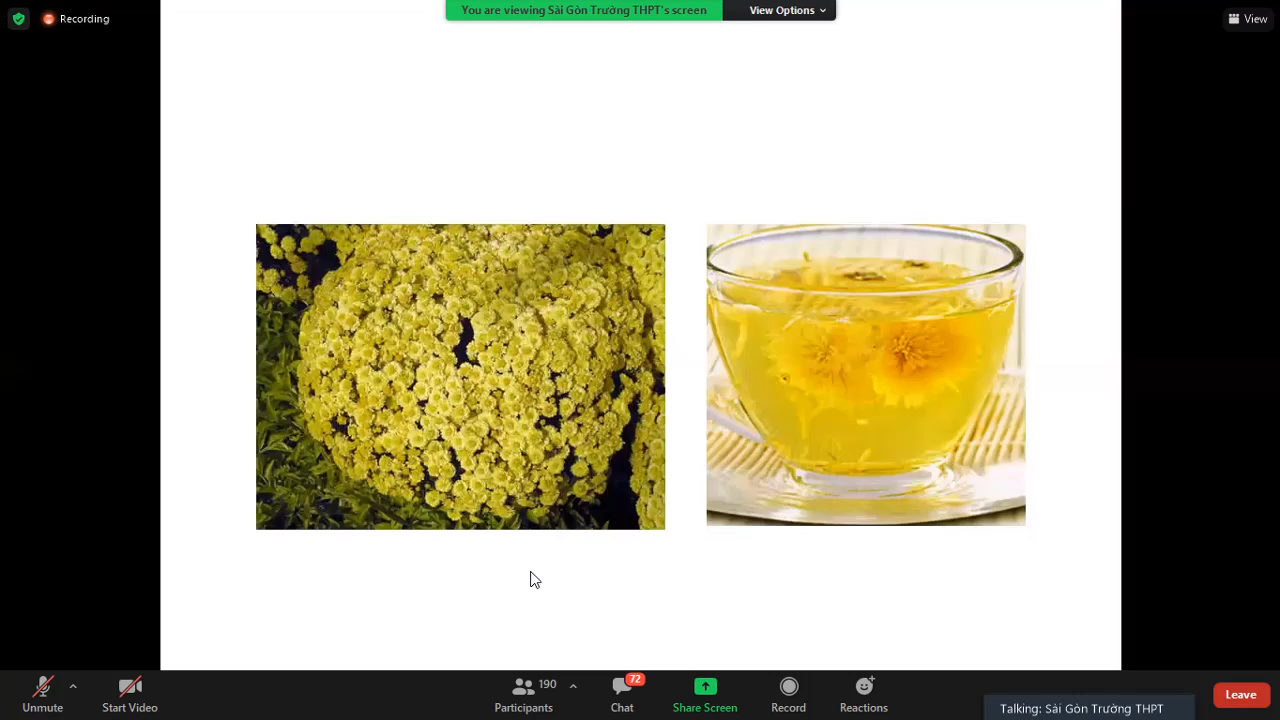 Recording
You are viewing Sài Gòn Trường THPT's screen
View Options
View
Unmute
Start Video
190
Participants
72
Chat
Share Screen
Record
Reactions
Talking: Sài Gòn Trường THPT
Leave